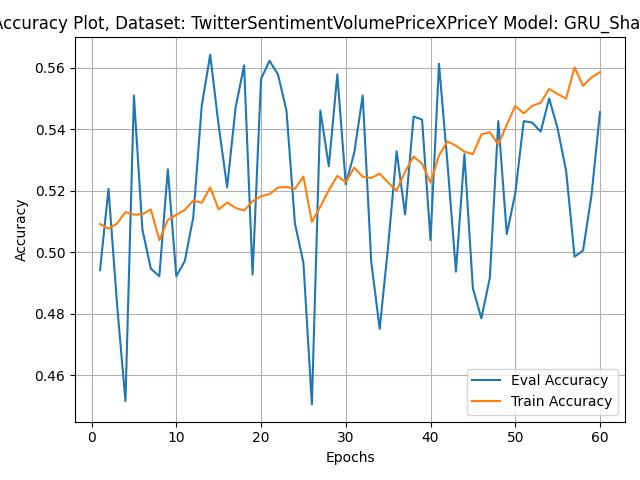 Accuracy Plot, Dataset: TwitterSentimentVolumePriceXPriceY Model: GRU_Sha
0.56
0.54
0.52
0.50
0.48
0.46
Accuracy
0 10 20 30 40 50 60
Epochs
Eval Accuracy
Train Accuracy